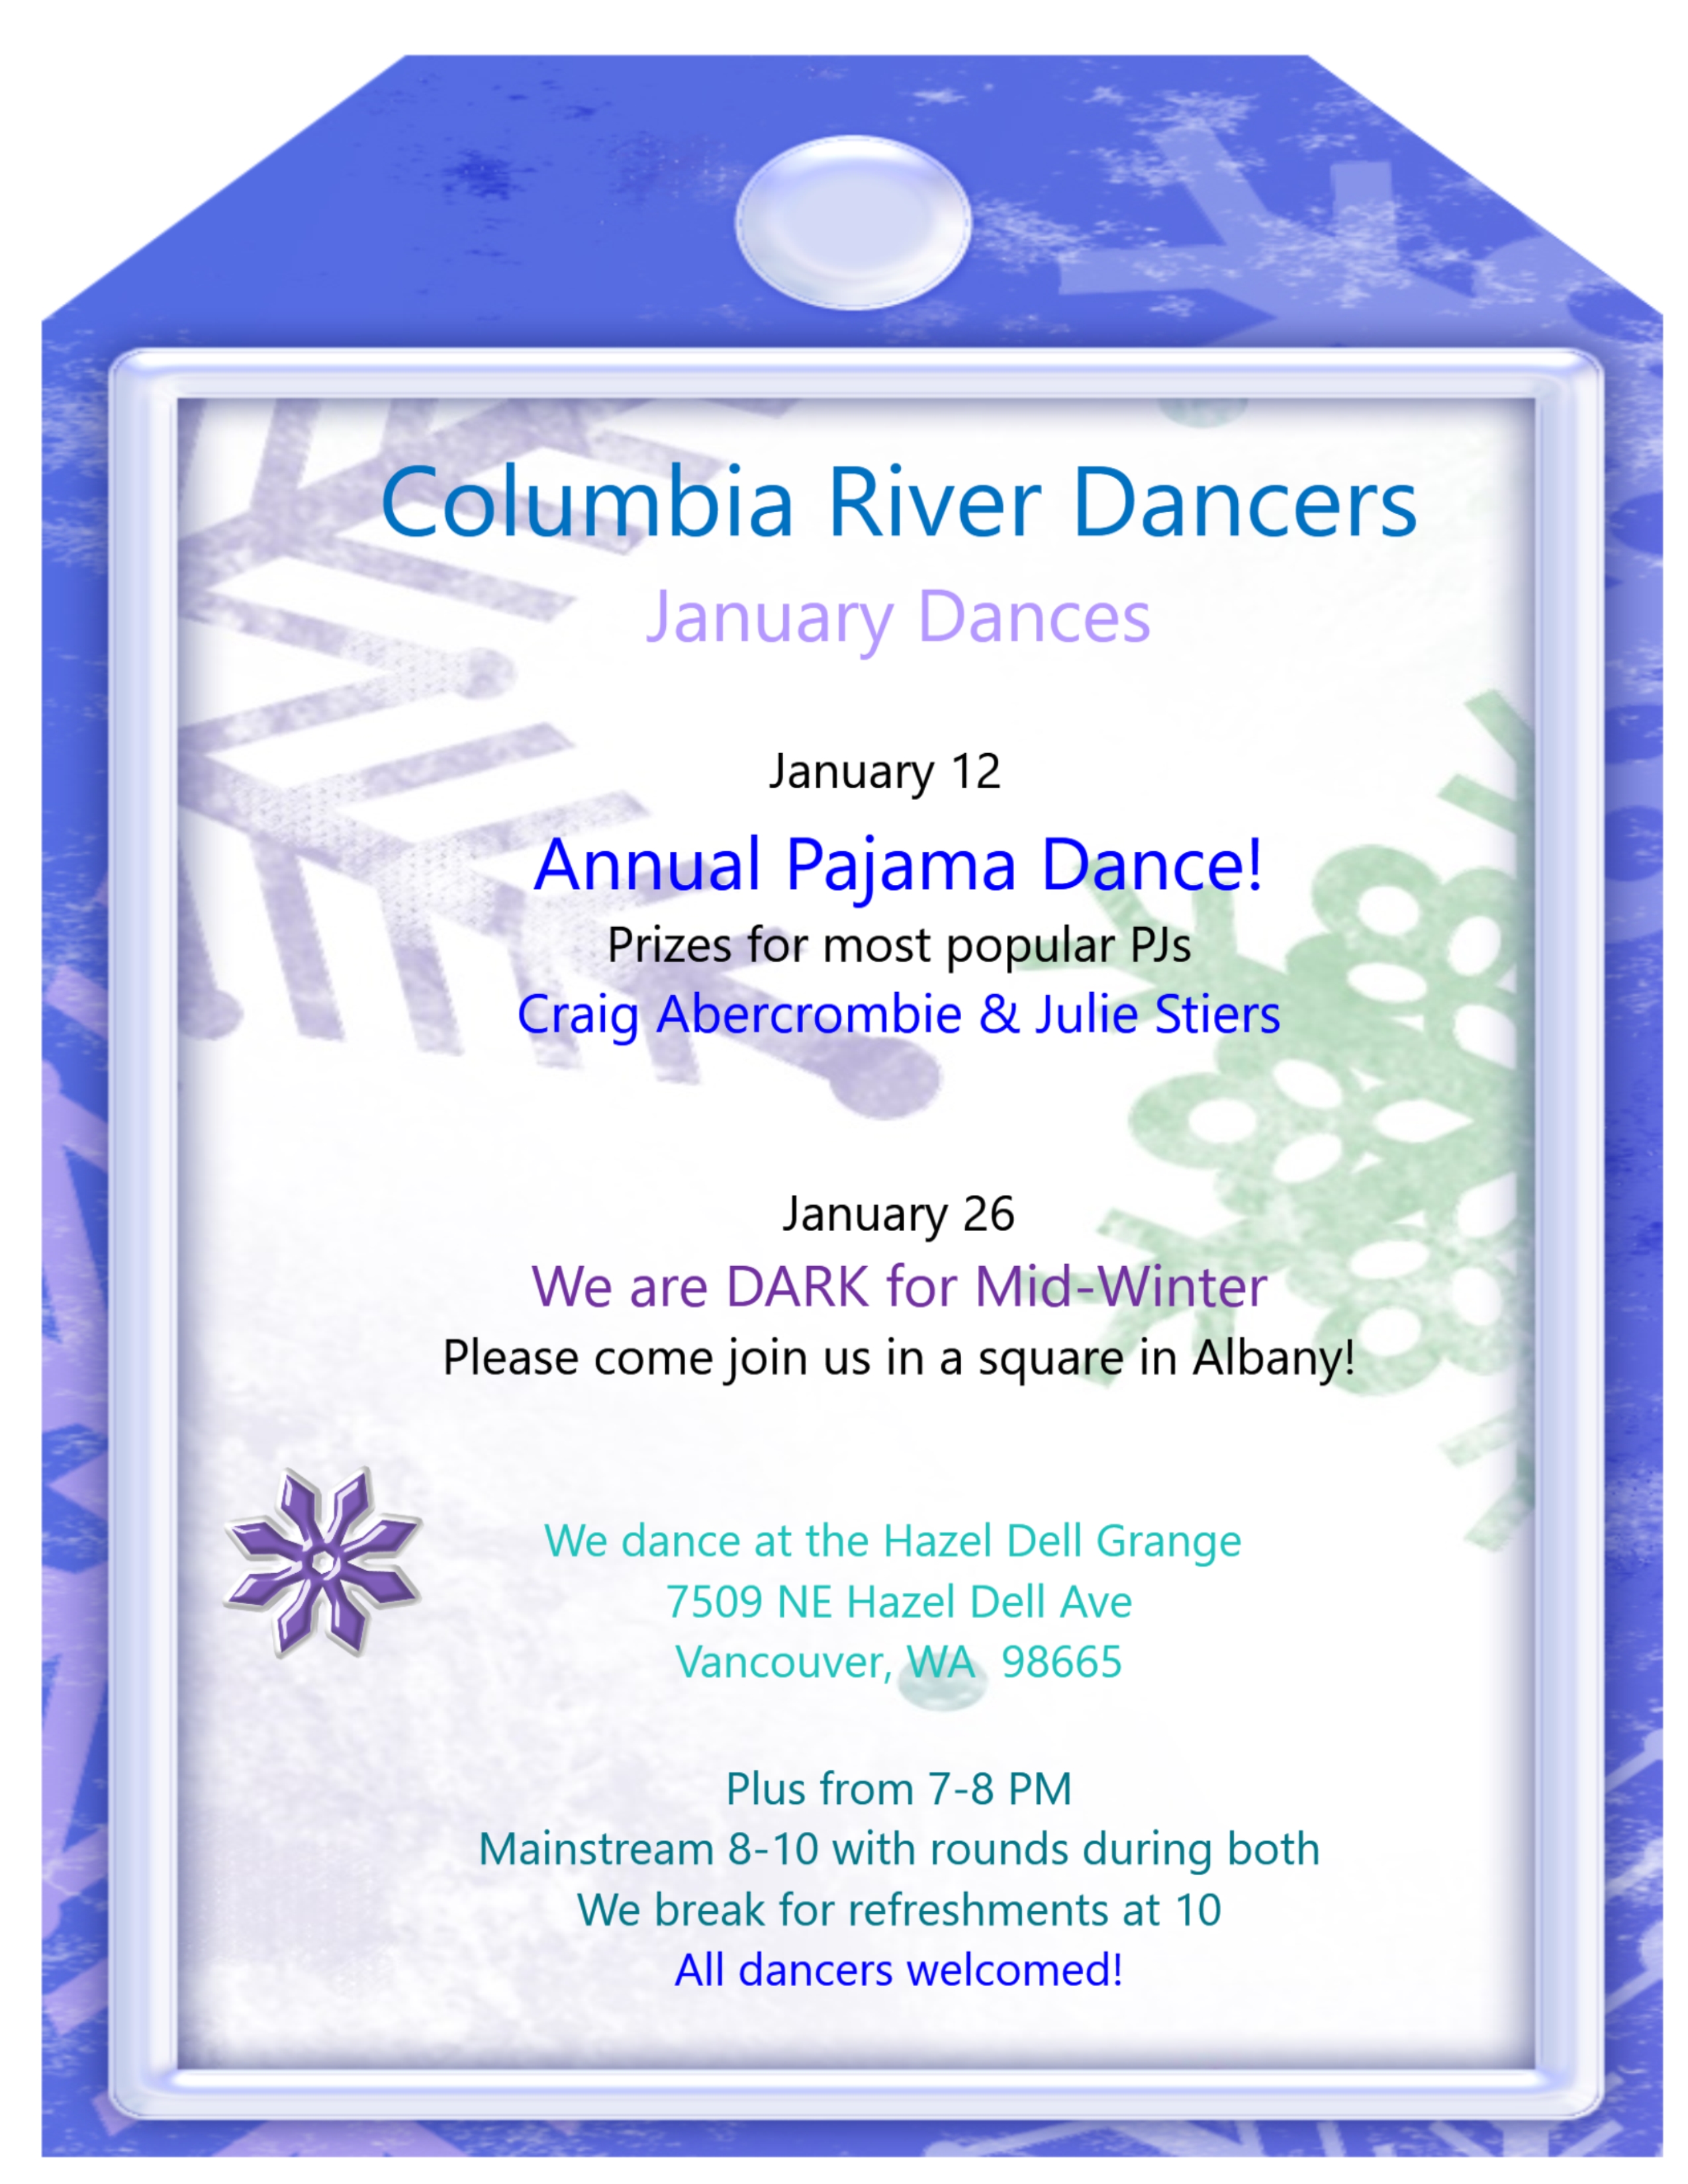 Columbia River Dancers
January Dances
January 12
Annual Pajama Dance!
Prizes for most popular PJs
Craig Abercrombie & Julie Stiers
January 26
We are DARK for Mid-Winter
Please come join us in a square in Albany!
We dance at the Hazel Dell Grange
7509 NE Hazel Dell Ave
Vancouver, WA  98665
Plus from 7-8 PM
Mainstream 8-10 with rounds during both
We break for refreshments at 10
All dancers welcomed!